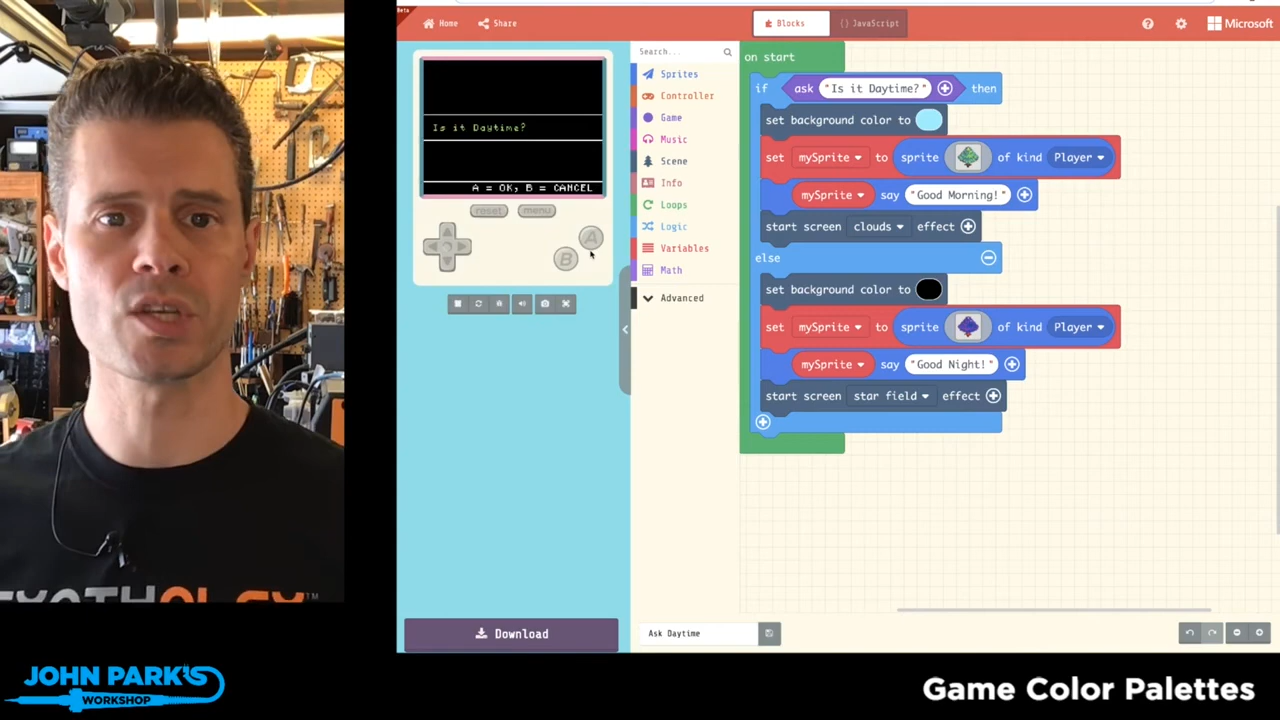 Beta
Home
Share
Blocks
{} JavaScript
Microsoft
Is it Daytime?
A = OK, B = CANCEL
reset
menu
A
B
Download
Search...
Sprites
Controller
Game
Music
Scene
Info
Loops
Logic
Variables
Math
Advanced
on start
if ask "Is it Daytime?" then
set background color to
set mySprite to sprite of kind Player
mySprite say "Good Morning!"
start screen clouds effect
else
set background color to
set mySprite to sprite of kind Player
mySprite say "Good Night!"
start screen star field effect
Ask Daytime
JOHN PARK'S
WORKSHOP
Game Color Palettes